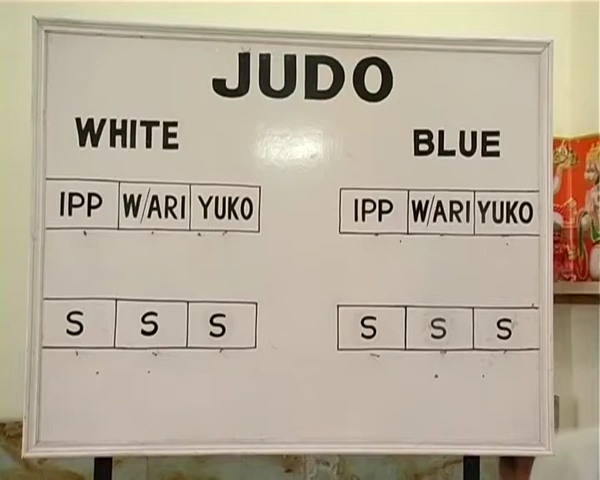 JUDO
WHITE BLUE
IPP W/ARI YUKO IPP W/ARI YUKO
S S S S S S